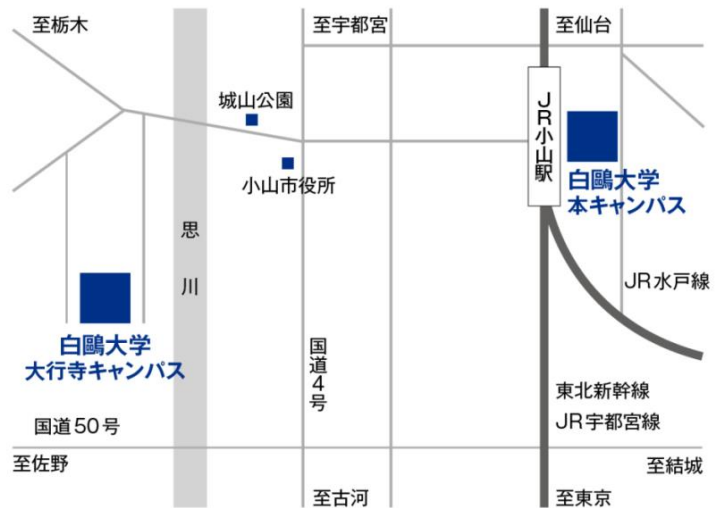 至栃木
至宇都宮
至仙台
城山公園
JR小山駅
小山市役所
白鷗大学
本キャンパス
思川
JR水戸線
白鷗大学
大行寺キャンパス
国道4号
東北新幹線
JR宇都宮線
国道50号
至佐野
至結城
至古河
至東京